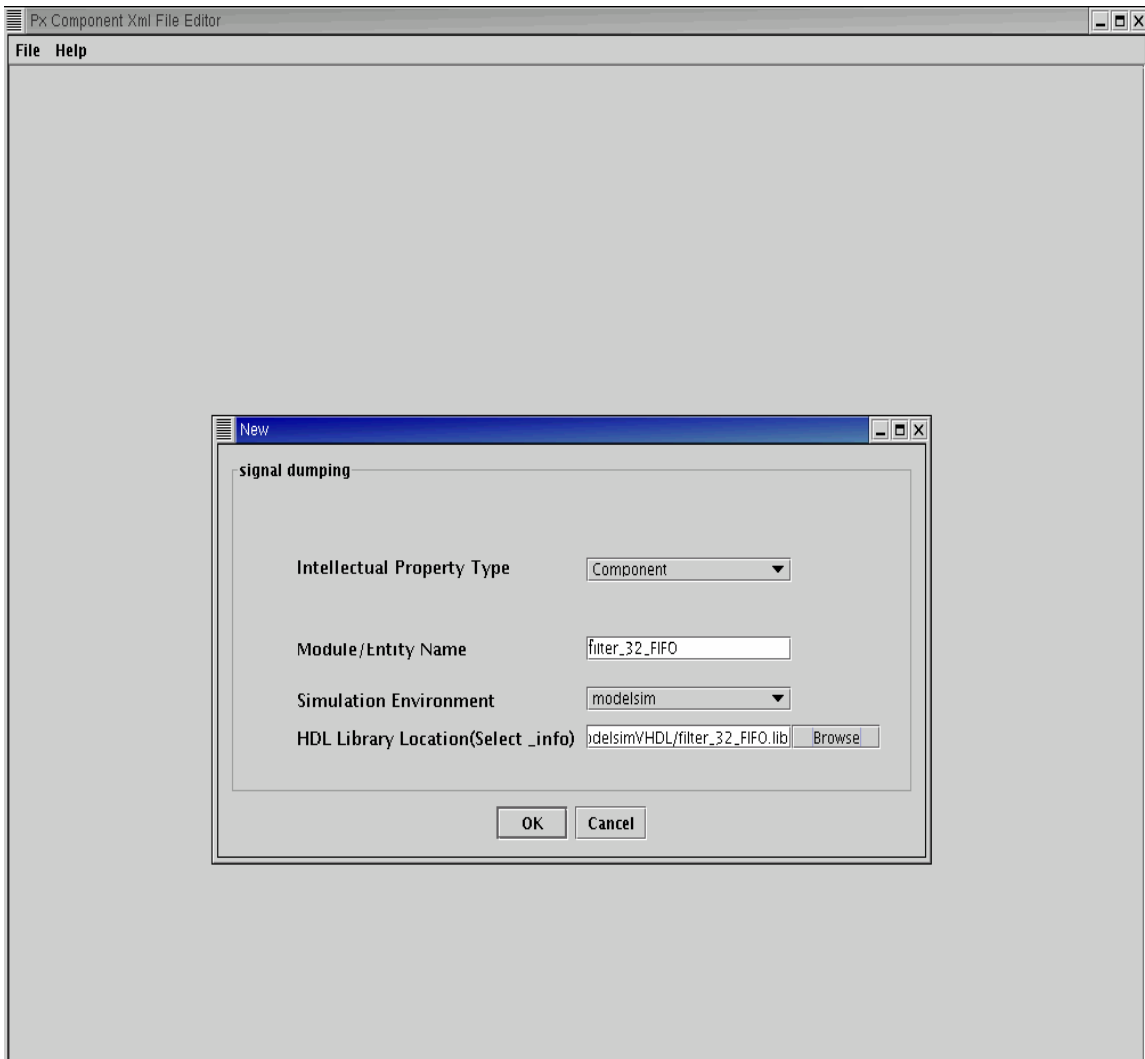 Px Component Xml File Editor
File Help
New
signal dumping
Intellectual Property Type Component
Module/Entity Name filter_32_FIFO
Simulation Environment modelsim
HDL Library Location(Select _info) odelsimVHDL/filter_32_FIFO.lib Browse
OK Cancel